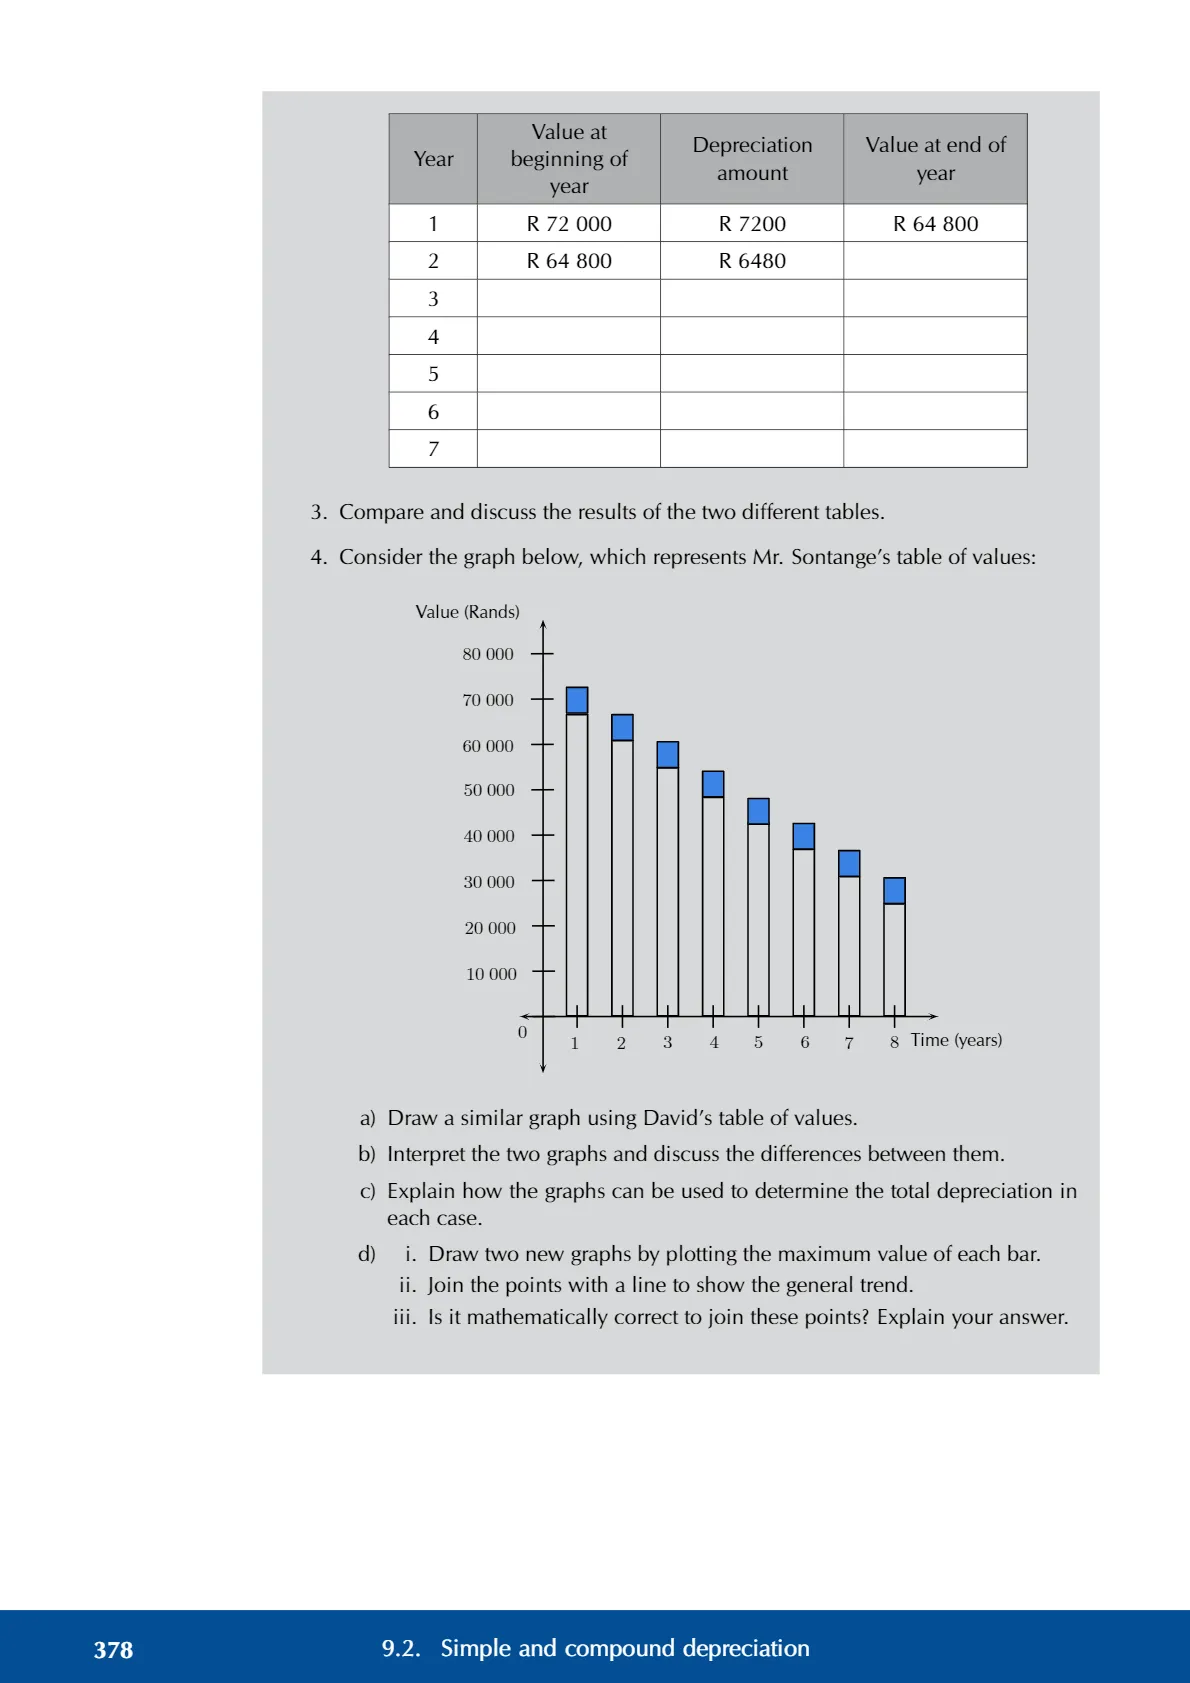 Year
Value at
beginning of
year
Depreciation
amount
Value at end of
year
1 R 72 000 R 7200 R 64 800
2 R 64 800 R 6480
3
4
5
6
7
3. Compare and discuss the results of the two different tables.
4. Consider the graph below, which represents Mr. Sontange’s table of values:
Value (Rands)
80 000
70 000
60 000
50 000
40 000
30 000
20 000
10 000
0
1 2 3 4 5 6 7 8 Time (years)
a) Draw a similar graph using David’s table of values.
b) Interpret the two graphs and discuss the differences between them.
c) Explain how the graphs can be used to determine the total depreciation in
each case.
d) i. Draw two new graphs by plotting the maximum value of each bar.
ii. Join the points with a line to show the general trend.
iii. Is it mathematically correct to join these points? Explain your answer.
378 9.2. Simple and compound depreciation